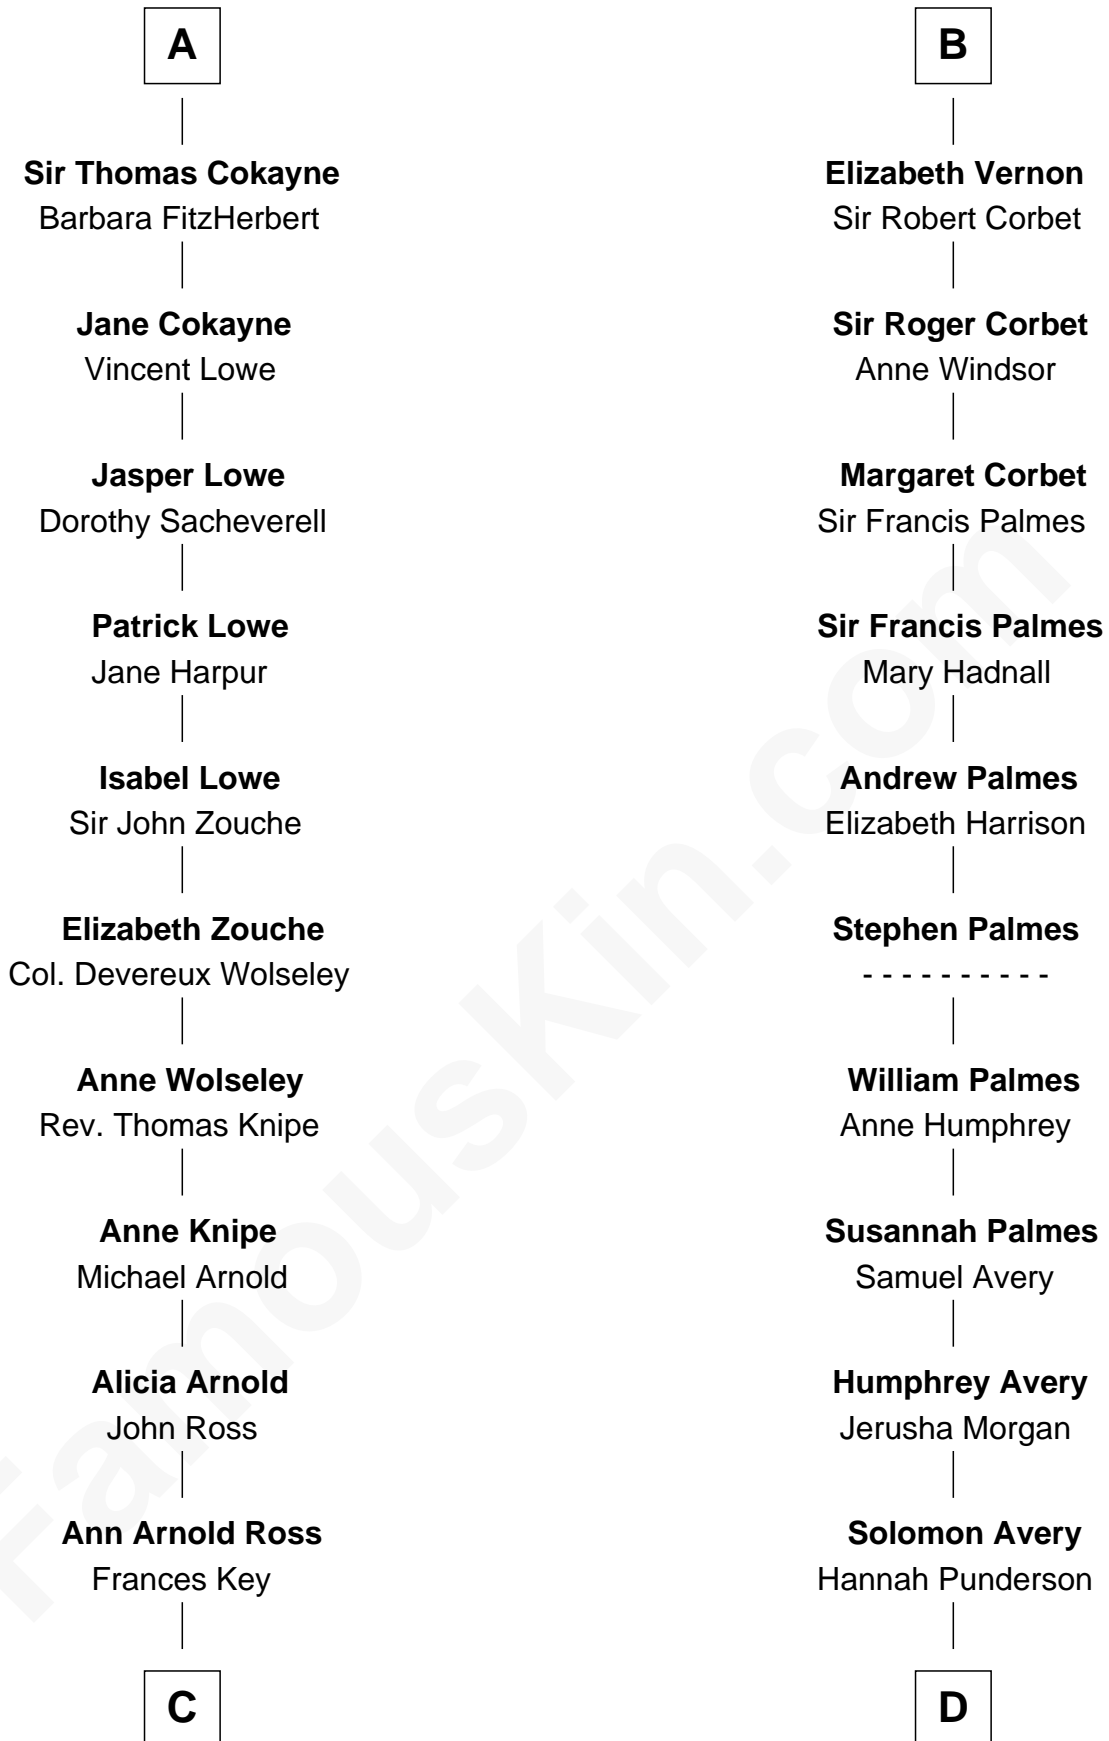 A
Sir Thomas Cokayne
Barbara FitzHerbert
Jane Cokayne
Vincent Lowe
Jasper Lowe
Dorothy Sacheverell
Patrick Lowe
Jane Harpur
Isabel Lowe
Sir John Zouche
Elizabeth Zouche
Col. Devereux Wolseley
Anne Wolseley
Rev. Thomas Knipe
Anne Knipe
Michael Arnold
Alicia Arnold
John Ross
Ann Arnold Ross
Frances Key
C
B
Elizabeth Vernon
Sir Robert Corbet
Sir Roger Corbet
Anne Windsor
Margaret Corbet
Sir Francis Palmes
Sir Francis Palmes
Mary Hadnall
Andrew Palmes
Elizabeth Harrison
Stephen Palmes
- - - - - - - - - -
William Palmes
Anne Humphrey
Susannah Palmes
Samuel Avery
Humphrey Avery
Jerusha Morgan
Solomon Avery
Hannah Punderson
D
FamousKin.com